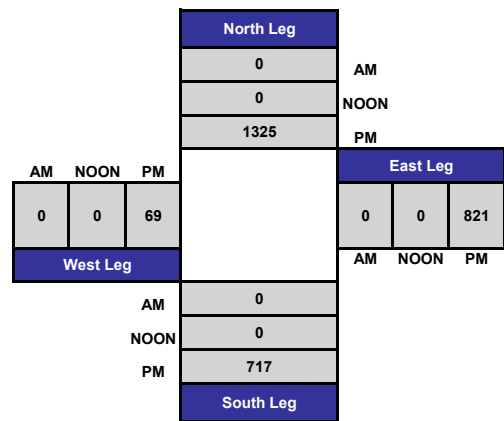 North Leg
0 AM
0 NOON
1325 PM
AM NOON PM
East Leg
0 0 69
0 0 821
West Leg
AM NOON PM
AM 0
NOON 0
PM 717
South Leg